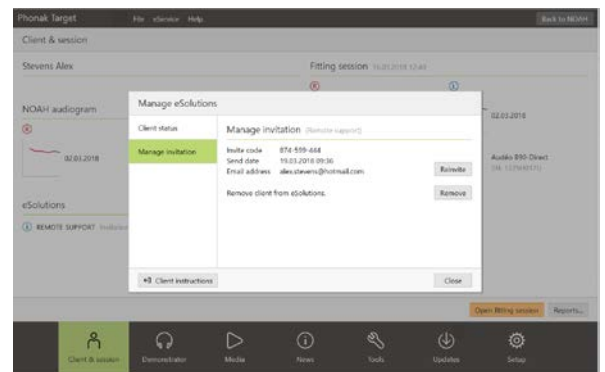 Phonak Target
File eService Help
Back to NOAH
Client & session
Stevens Alex
Fitting session
NOAH audiogram
02.03.2018
eSolutions
REMOTE SUPPORT
02.03.2018
Audéo B90-Direct
Manage eSolutions
Client status
Manage invitation
Manage invitation (Remote support)
Invite code 874-599-444
Send date 19.03.2018 09:36
Email address alex.stevens@hotmail.com
Reinvite
Remove client from eSolutions.
Remove
Client instructions
Close
Open fitting session
Reports...
Client & session
Demonstrator
Media
News
Tools
Updates
Setup